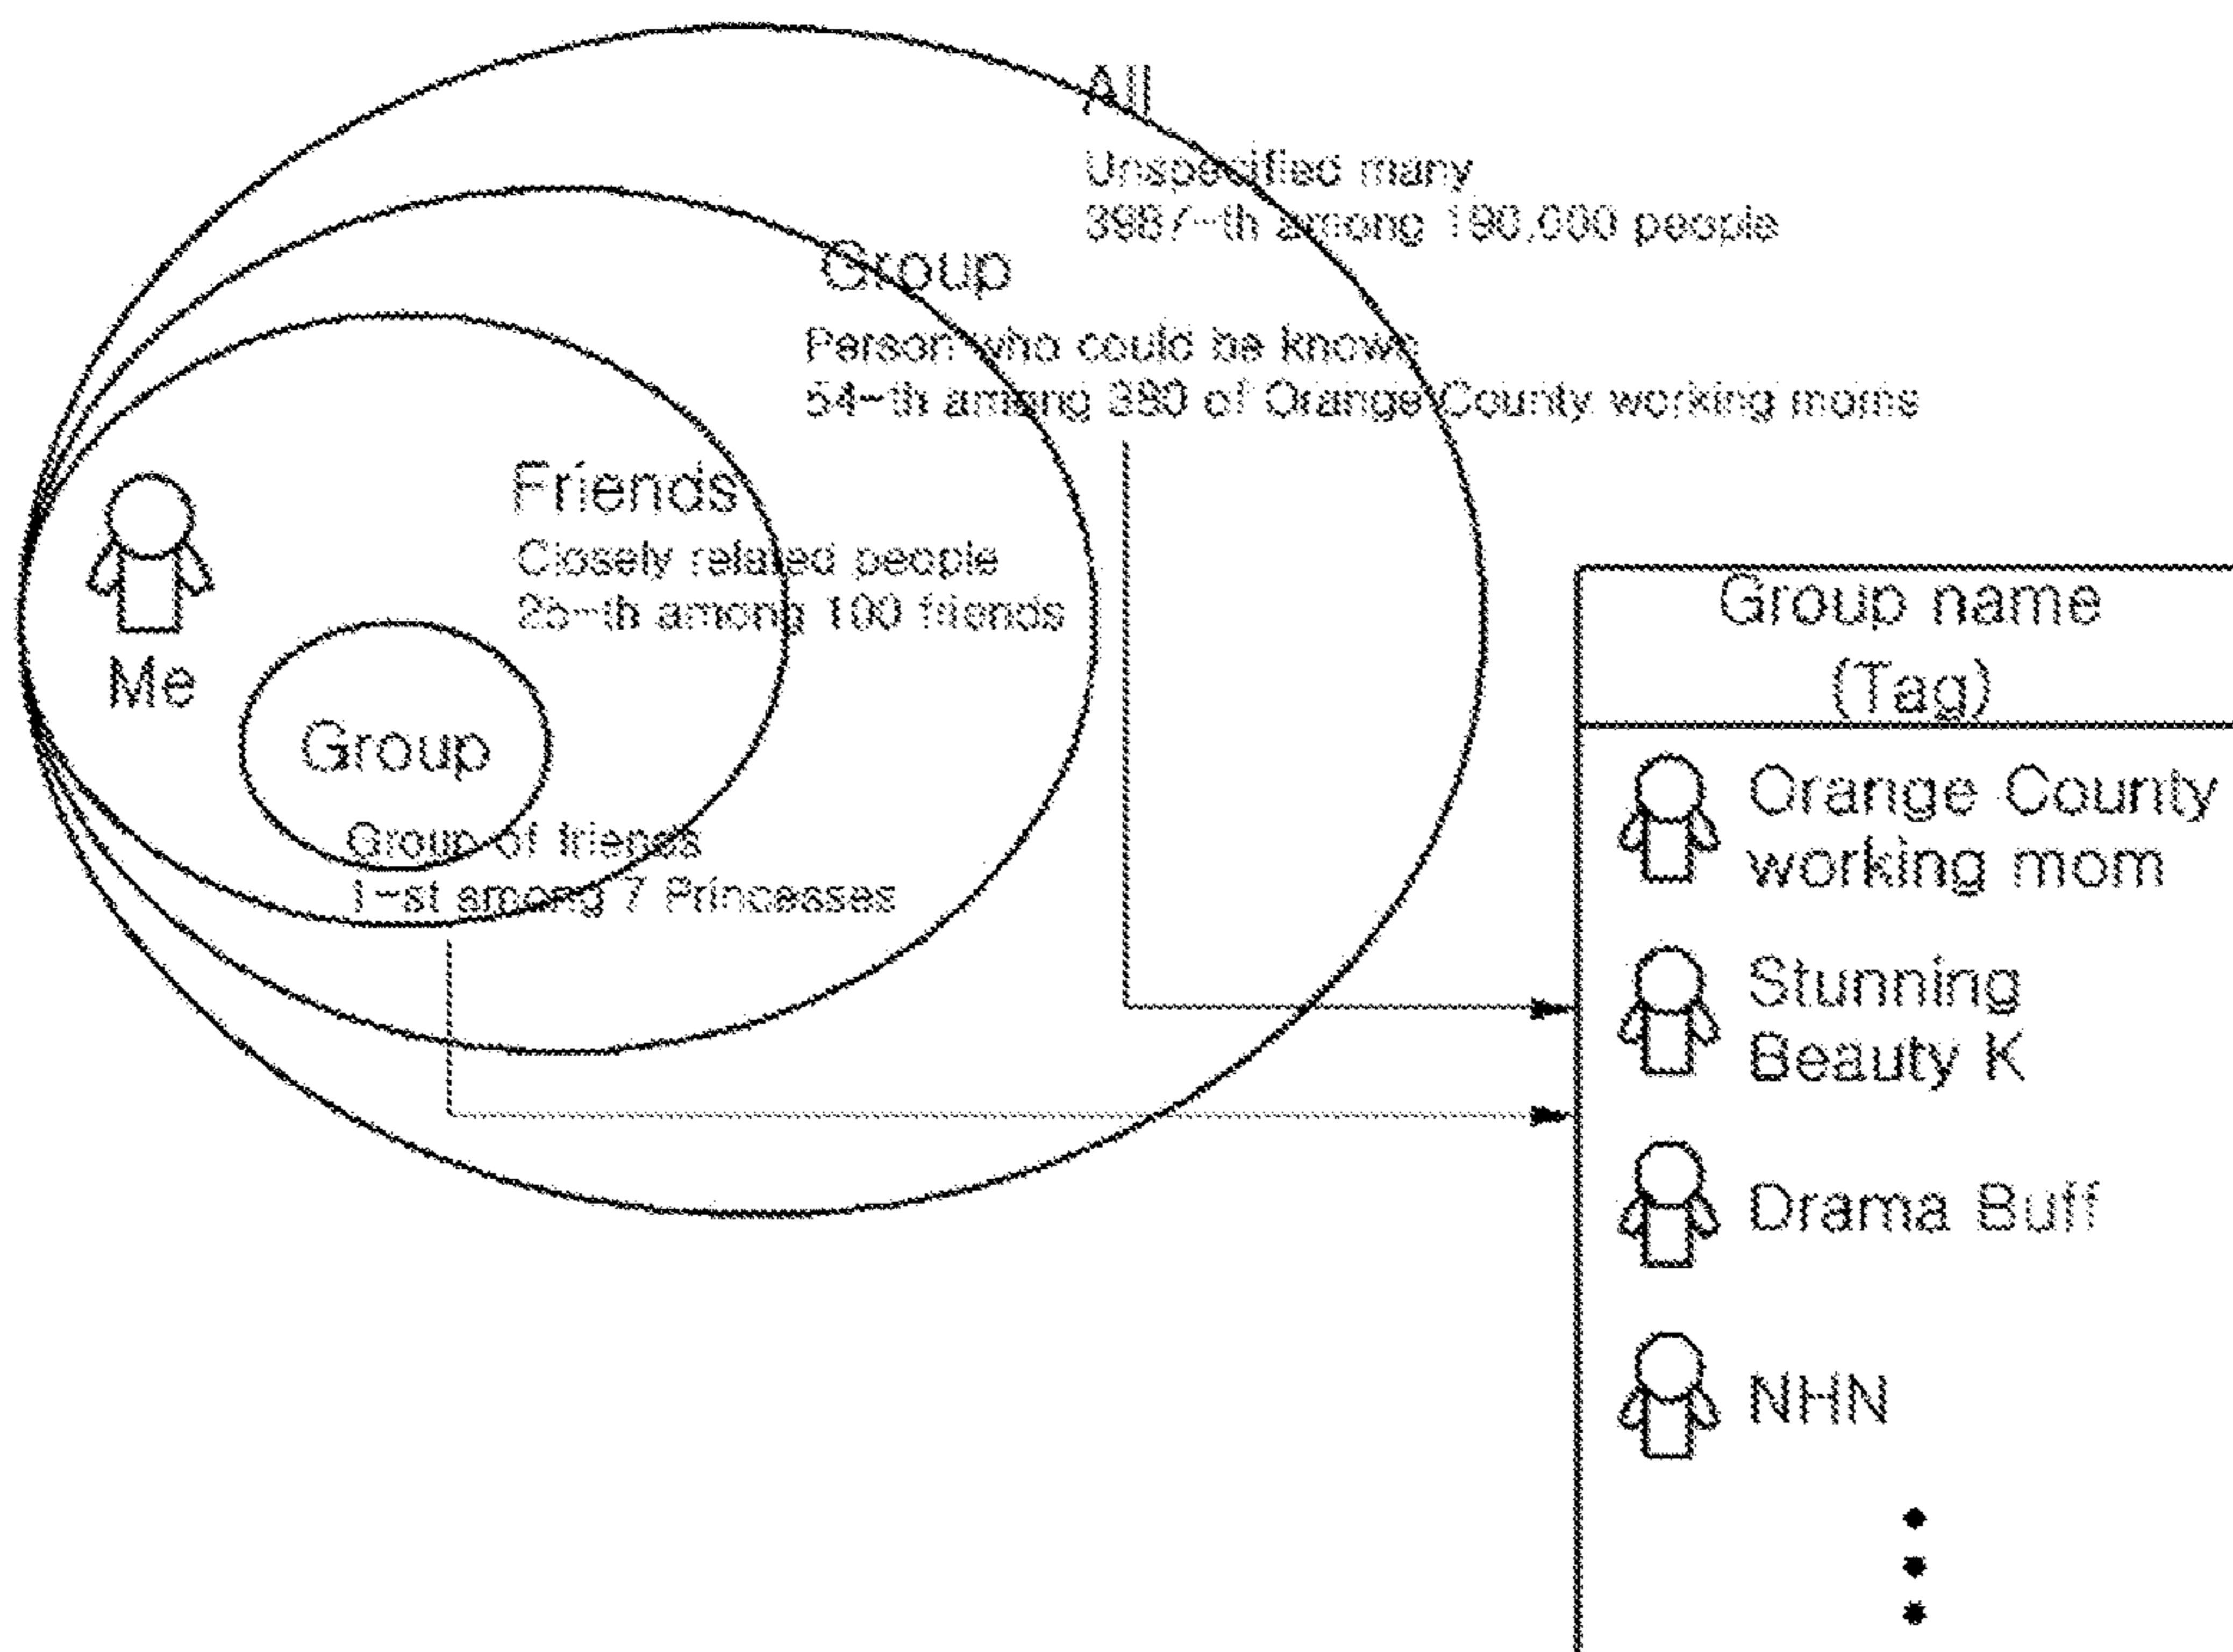 All
Unspecified many
3987-th among 190,000 people
Group
Person who could be known
54-th among 380 of Orange County working moms
Friends
Closely related people
25-th among 100 friends
Me
Group
Group of friends
1-st among 7 Princesses
Group name
(Tag)
Orange County
working mom
Stunning
Beauty K
Drama Buff
NHN